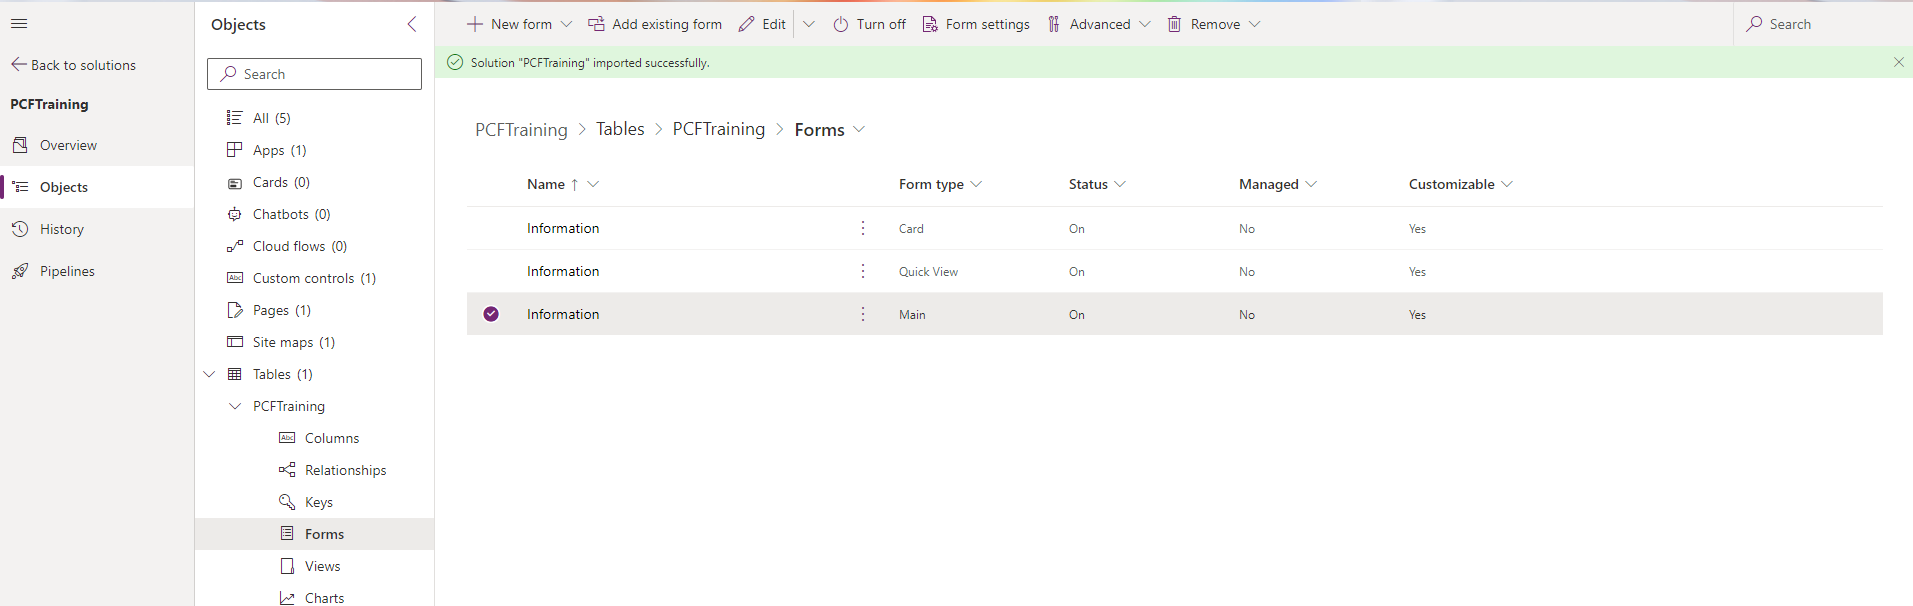 Back to solutions
PCFTraining
Overview
Objects
History
Pipelines
Objects
Search
All (5)
Apps (1)
Cards (0)
Chatbots (0)
Cloud flows (0)
Abc Custom controls (1)
Pages (1)
Site maps (1)
Tables (1)
PCFTraining
Abc Columns
Relationships
Keys
Forms
Views
Charts
New form Add existing form Edit Turn off Form settings Advanced Remove Search
Solution "PCFTraining" imported successfully.
PCFTraining > Tables > PCFTraining > Forms
Name ↑ Form type Status Managed Customizable
Information Card On No Yes
Information Quick View On No Yes
Information Main On No Yes